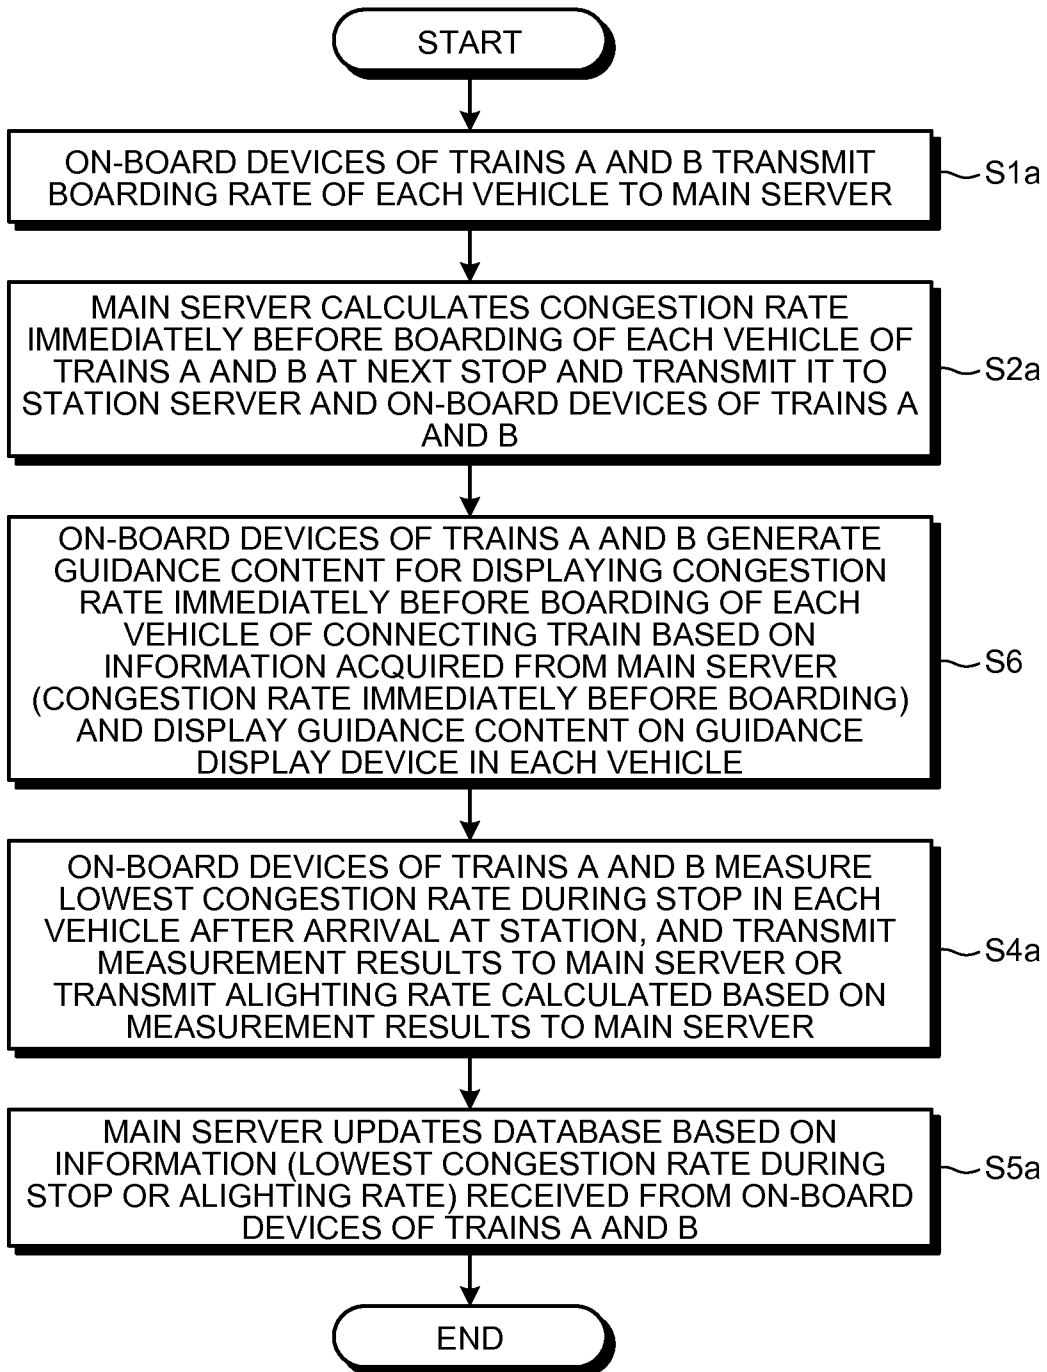 START
ON-BOARD DEVICES OF TRAINS A AND B TRANSMIT
BOARDING RATE OF EACH VEHICLE TO MAIN SERVER
S1a
MAIN SERVER CALCULATES CONGESTION RATE
IMMEDIATELY BEFORE BOARDING OF EACH VEHICLE OF
TRAINS A AND B AT NEXT STOP AND TRANSMIT IT TO
STATION SERVER AND ON-BOARD DEVICES OF TRAINS A
AND B
S2a
ON-BOARD DEVICES OF TRAINS A AND B GENERATE
GUIDANCE CONTENT FOR DISPLAYING CONGESTION
RATE IMMEDIATELY BEFORE BOARDING OF EACH
VEHICLE OF CONNECTING TRAIN BASED ON
INFORMATION ACQUIRED FROM MAIN SERVER
(CONGESTION RATE IMMEDIATELY BEFORE BOARDING)
AND DISPLAY GUIDANCE CONTENT ON GUIDANCE
DISPLAY DEVICE IN EACH VEHICLE
S6
ON-BOARD DEVICES OF TRAINS A AND B MEASURE
LOWEST CONGESTION RATE DURING STOP IN EACH
VEHICLE AFTER ARRIVAL AT STATION, AND TRANSMIT
MEASUREMENT RESULTS TO MAIN SERVER OR
TRANSMIT ALIGHTING RATE CALCULATED BASED ON
MEASUREMENT RESULTS TO MAIN SERVER
S4a
MAIN SERVER UPDATES DATABASE BASED ON
INFORMATION (LOWEST CONGESTION RATE DURING
STOP OR ALIGHTING RATE) RECEIVED FROM ON-BOARD
DEVICES OF TRAINS A AND B
S5a
END